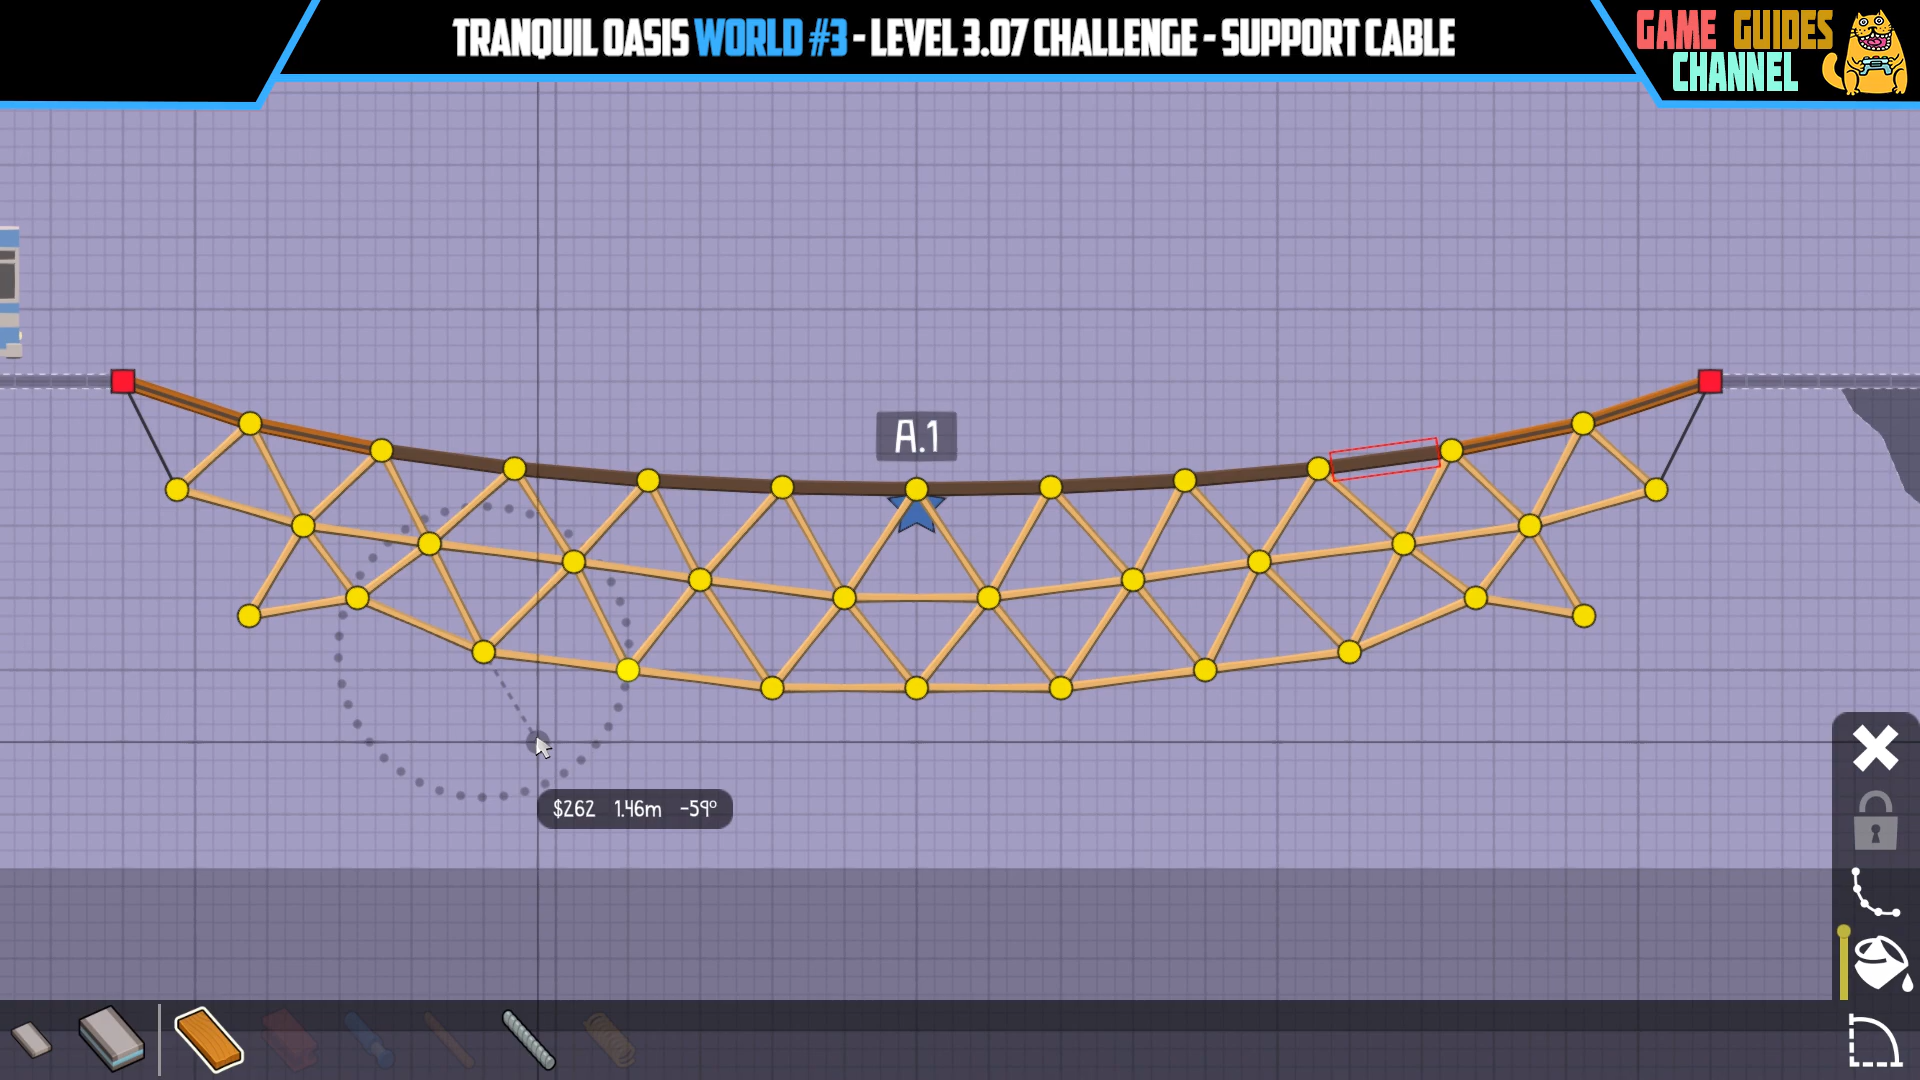 TRANQUIL OASIS WORLD #3 - LEVEL 3.07 CHALLENGE - SUPPORT CABLE
GAME GUIDES
CHANNEL
A.1
$262 1.46m -59°